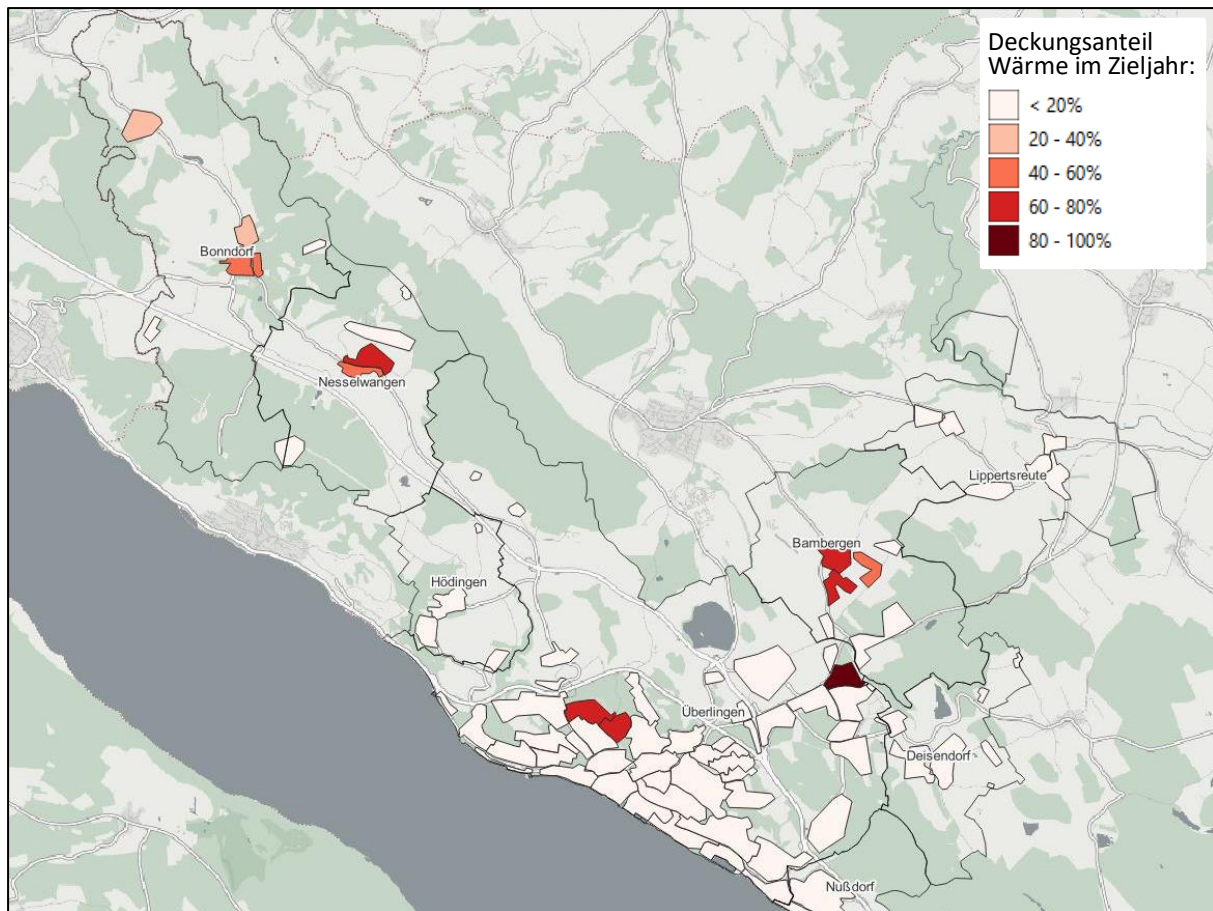 Deckungsanteil
Wärme im Zieljahr:
< 20%
20 - 40%
40 - 60%
60 - 80%
80 - 100%
Bonndorf
Nesselwangen
Lippertsreute
Bambergen
Hödingen
Überlingen
Deisendorf
Nußdorf